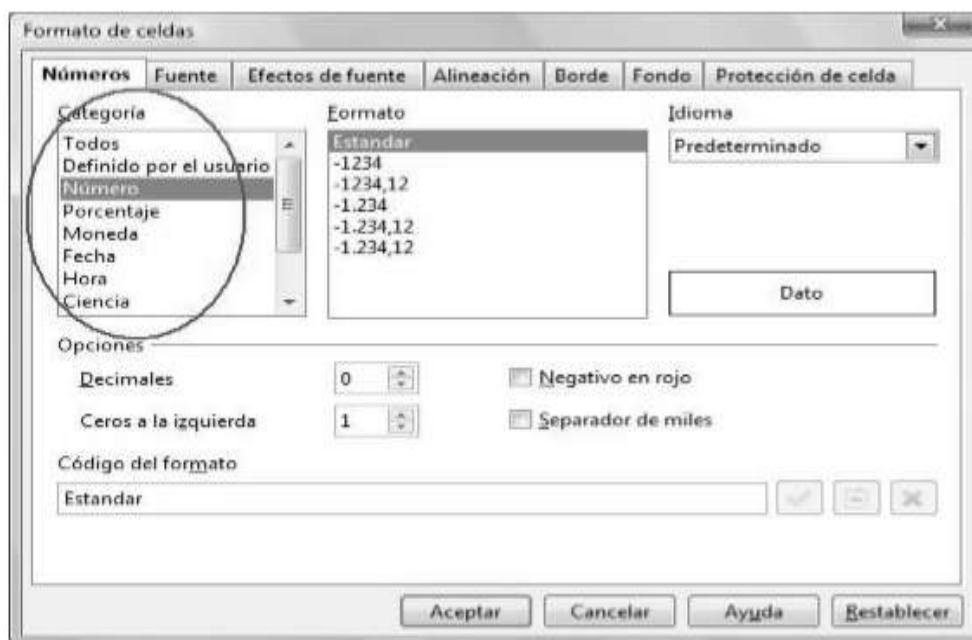 Formato de celdas
Números Fuente Efectos de fuente Alineación Borde Fondo Protección de celda
Categoría
Todos
Definido por el usuario
Número
Porcentaje
Moneda
Fecha
Hora
Ciencia
Formato
Estandar
-1234
-1234,12
-1.234
-1.234,12
-1.234,12
Idioma
Predeterminado
Dato
Opciones
Decimales 0 Negativo en rojo
Ceros a la izquierda 1 Separador de miles
Código del formato
Estandar
Aceptar Cancelar Ayuda Restablecer